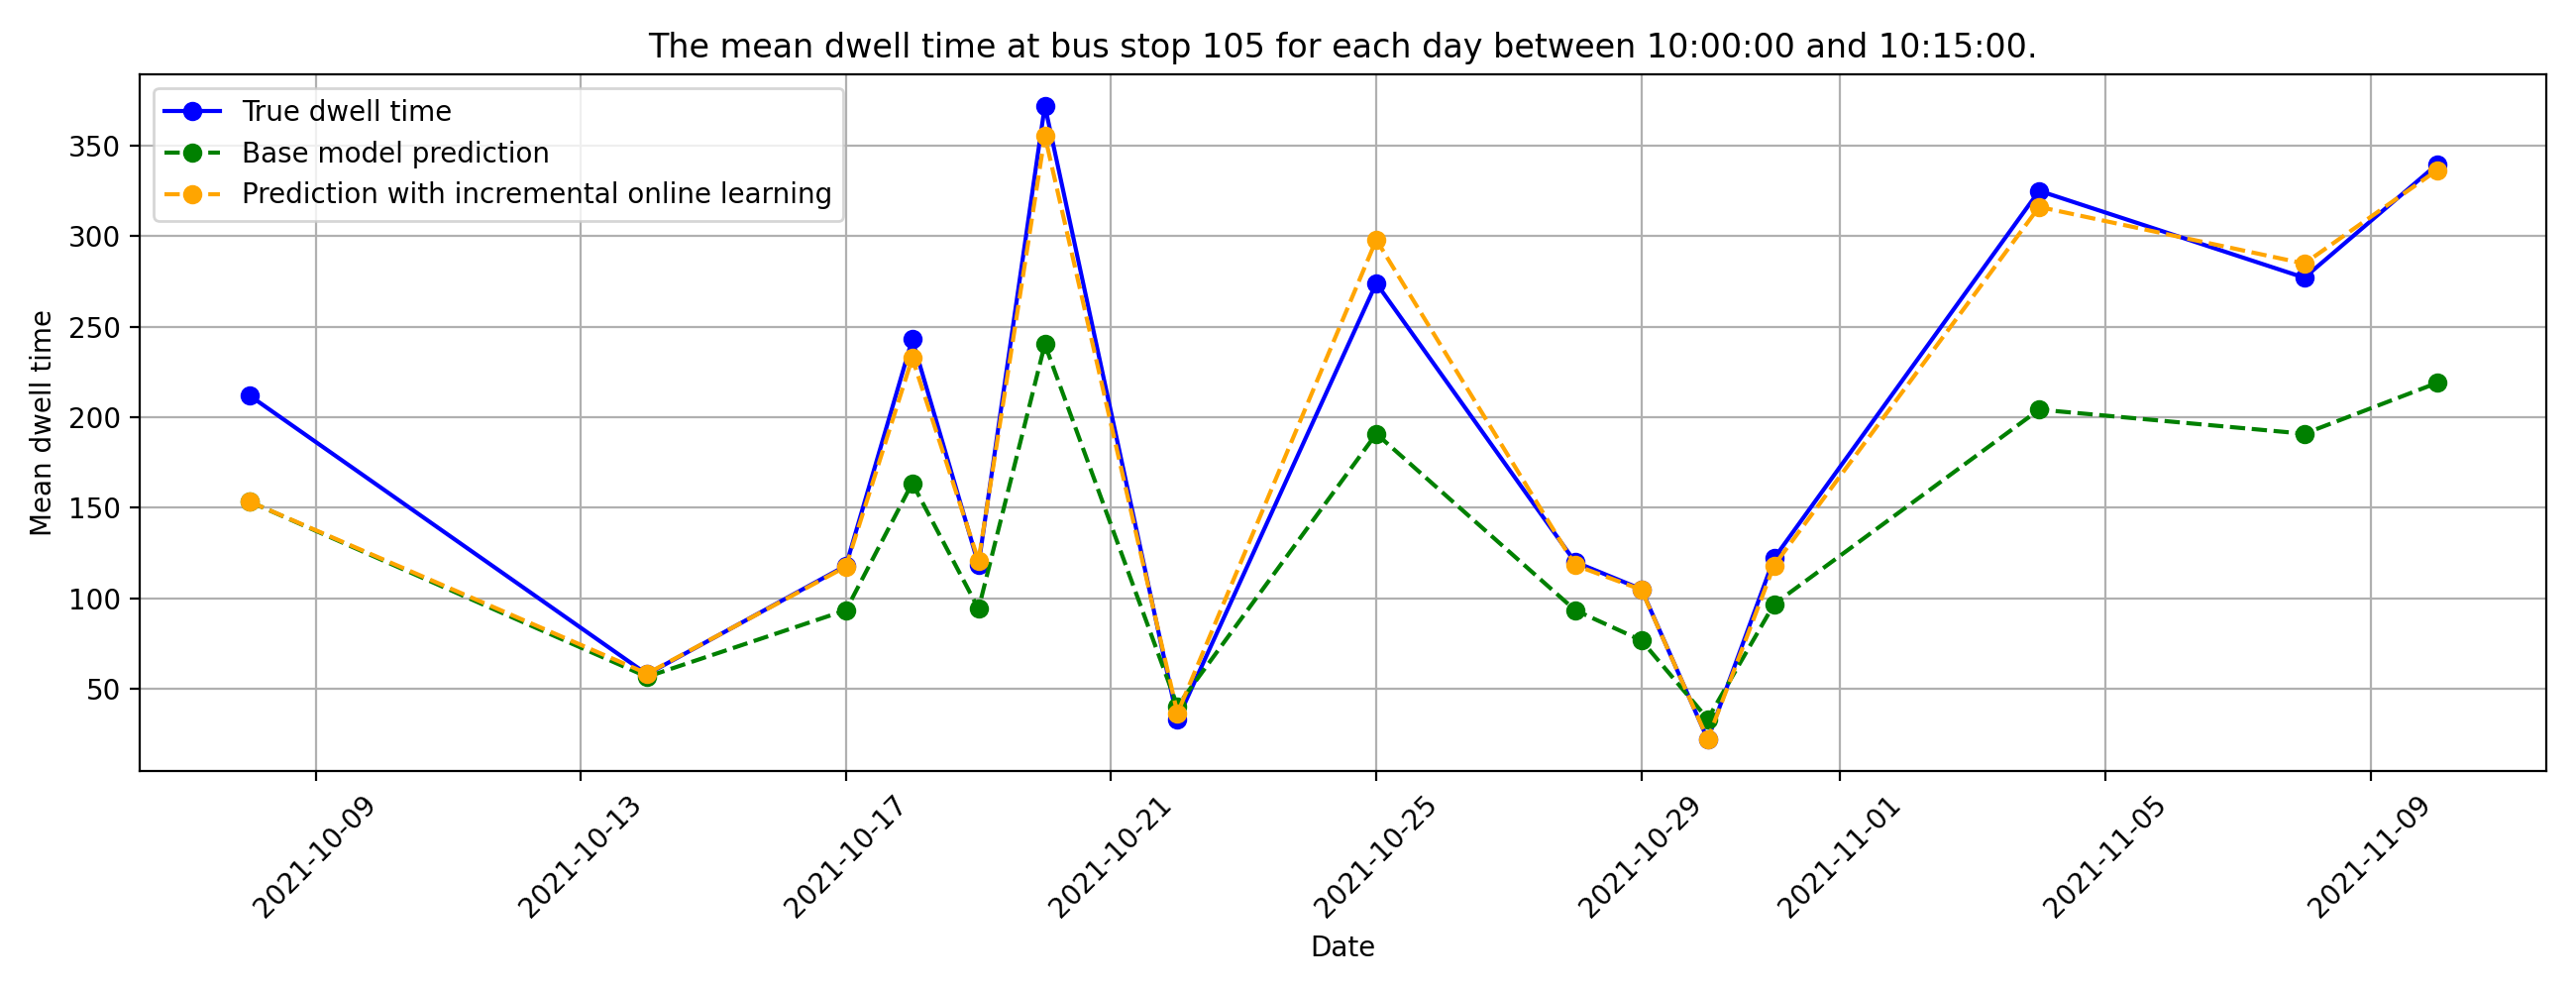 The mean dwell time at bus stop 105 for each day between 10:00:00 and 10:15:00.
True dwell time
Base model prediction
Prediction with incremental online learning
Mean dwell time
350
300
250
200
150
100
50
2021-10-09
2021-10-13
2021-10-17
2021-10-21
2021-10-25
2021-10-29
2021-11-01
2021-11-05
2021-11-09
Date